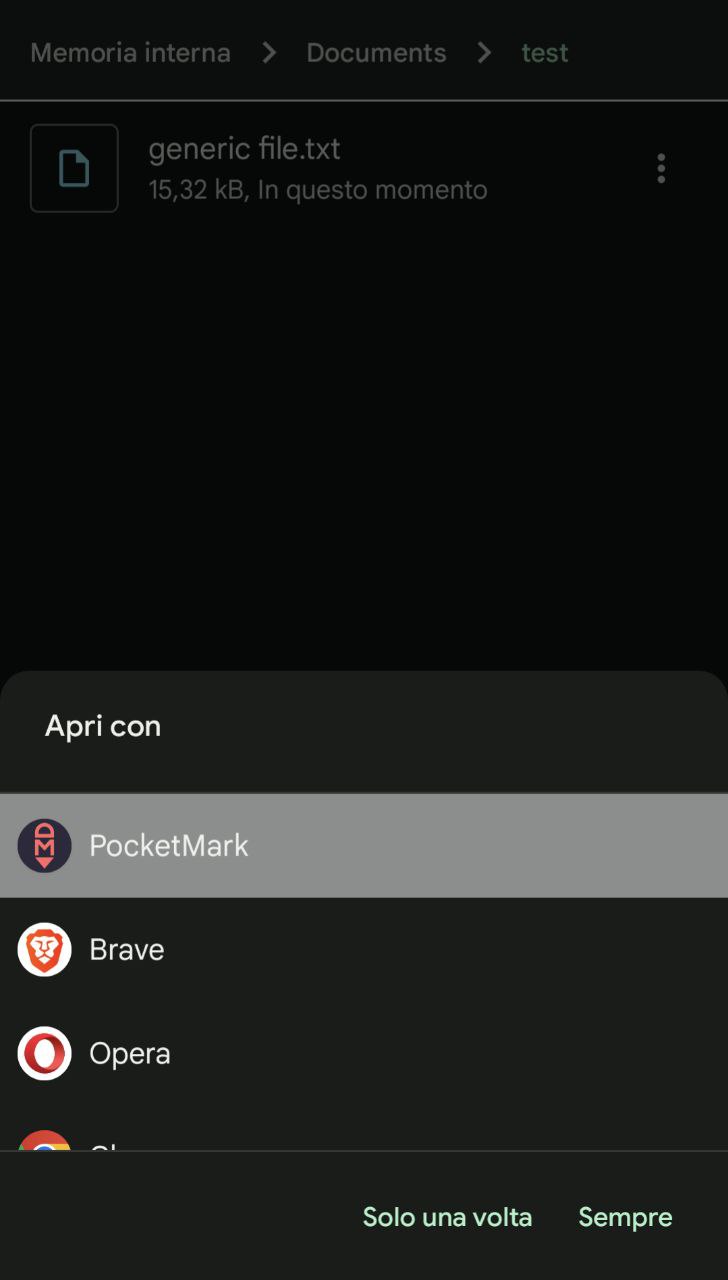 Memoria interna > Documents > test
generic file.txt
15,32 kB, In questo momento
Apri con
PocketMark
Brave
Opera
Solo una volta Sempre